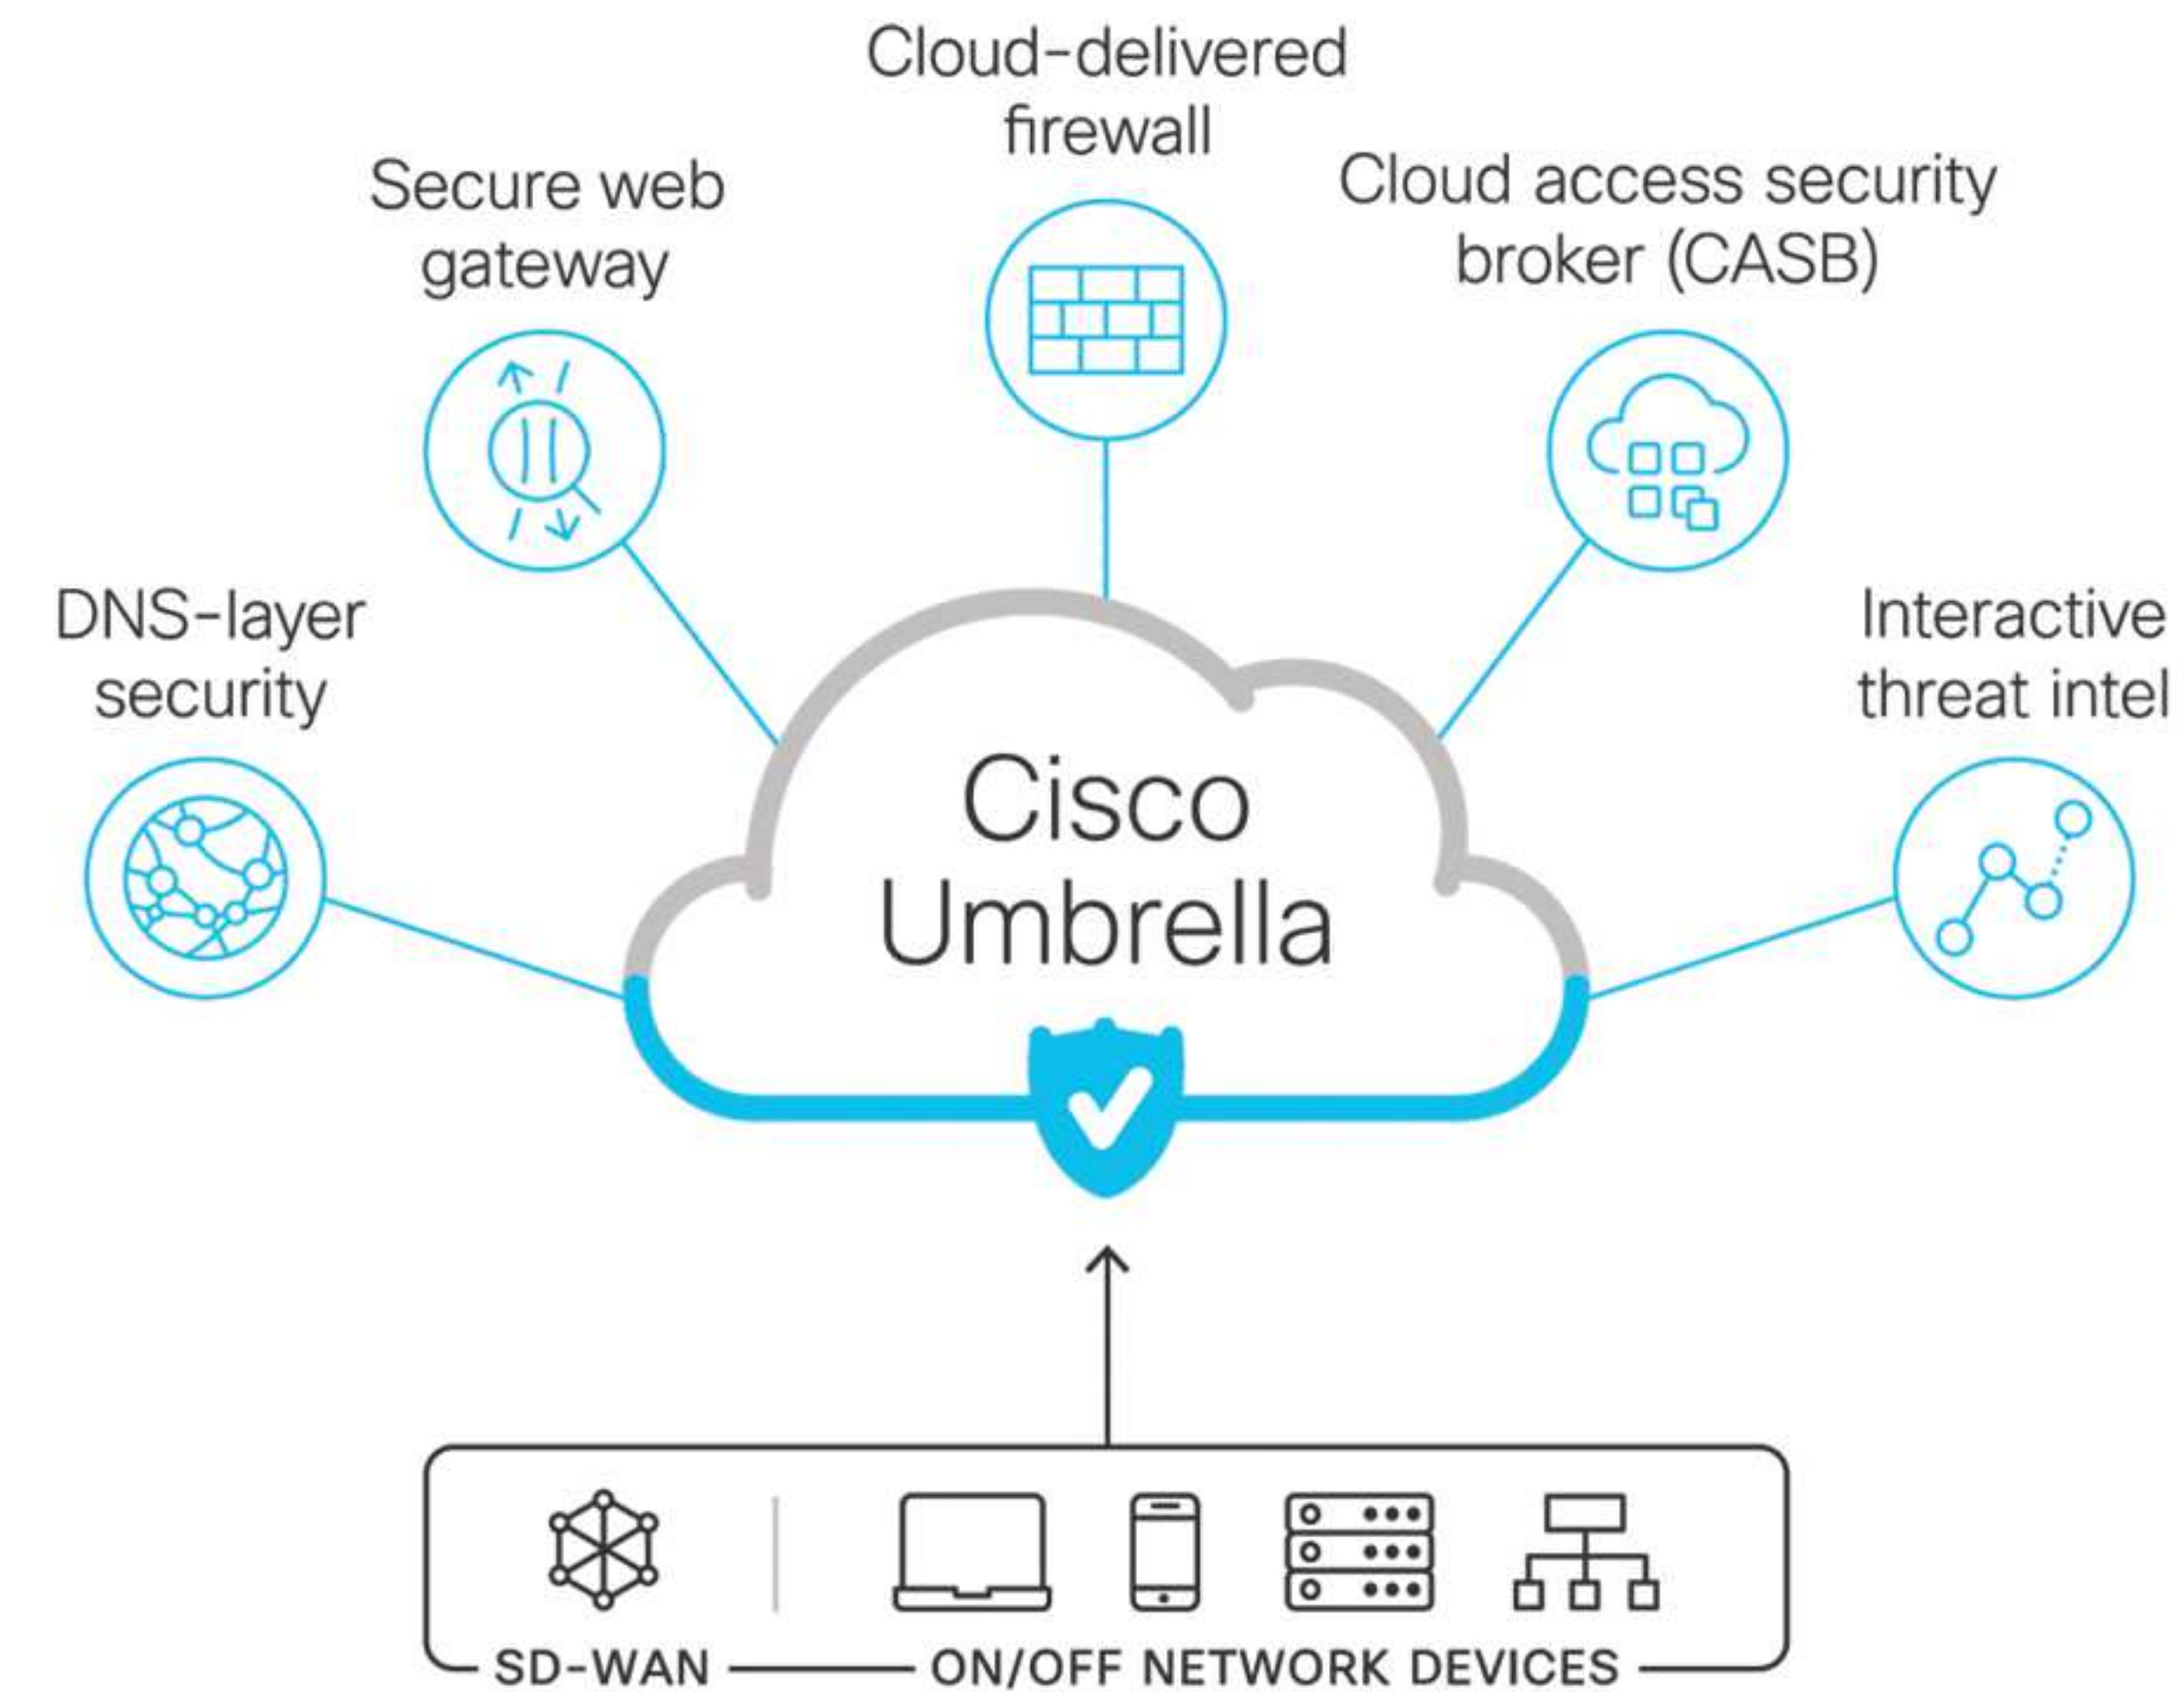 Cloud-delivered
firewall
Secure web
gateway
Cloud access security
broker (CASB)
DNS-layer
security
Interactive
threat intel
Cisco
Umbrella
SD-WAN
ON/OFF NETWORK DEVICES